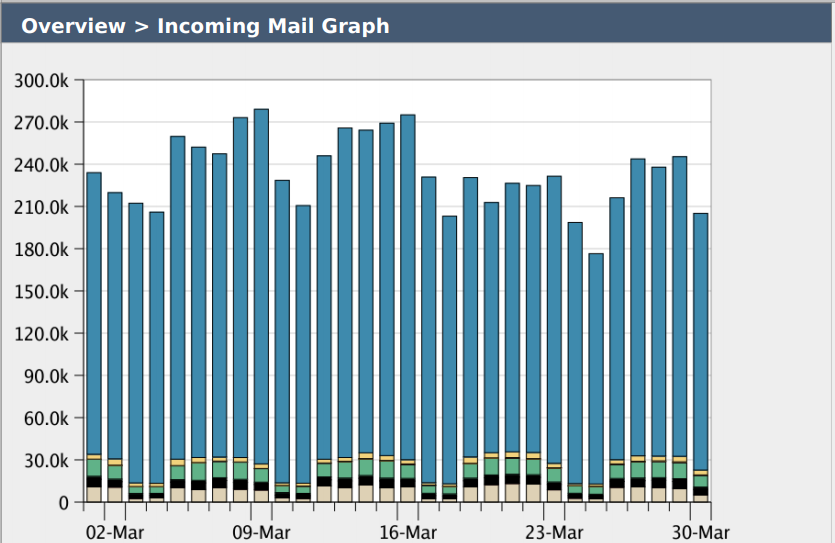 Overview > Incoming Mail Graph
300.0k
270.0k
240.0k
210.0k
180.0k
150.0k
120.0k
90.0k
60.0k
30.0k
0
02-Mar 09-Mar 16-Mar 23-Mar 30-Mar